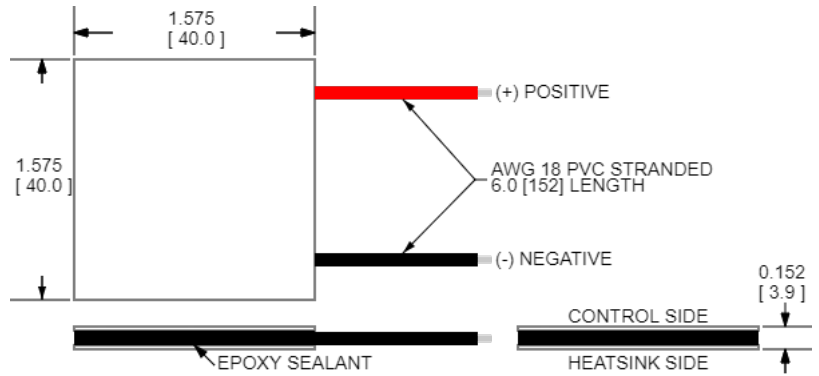 1.575
[ 40.0 ]
(+) POSITIVE
1.575
[ 40.0 ]
AWG 18 PVC STRANDED
6.0 [152] LENGTH
(-) NEGATIVE
0.152
[ 3.9 ]
CONTROL SIDE
EPOXY SEALANT
HEATSINK SIDE